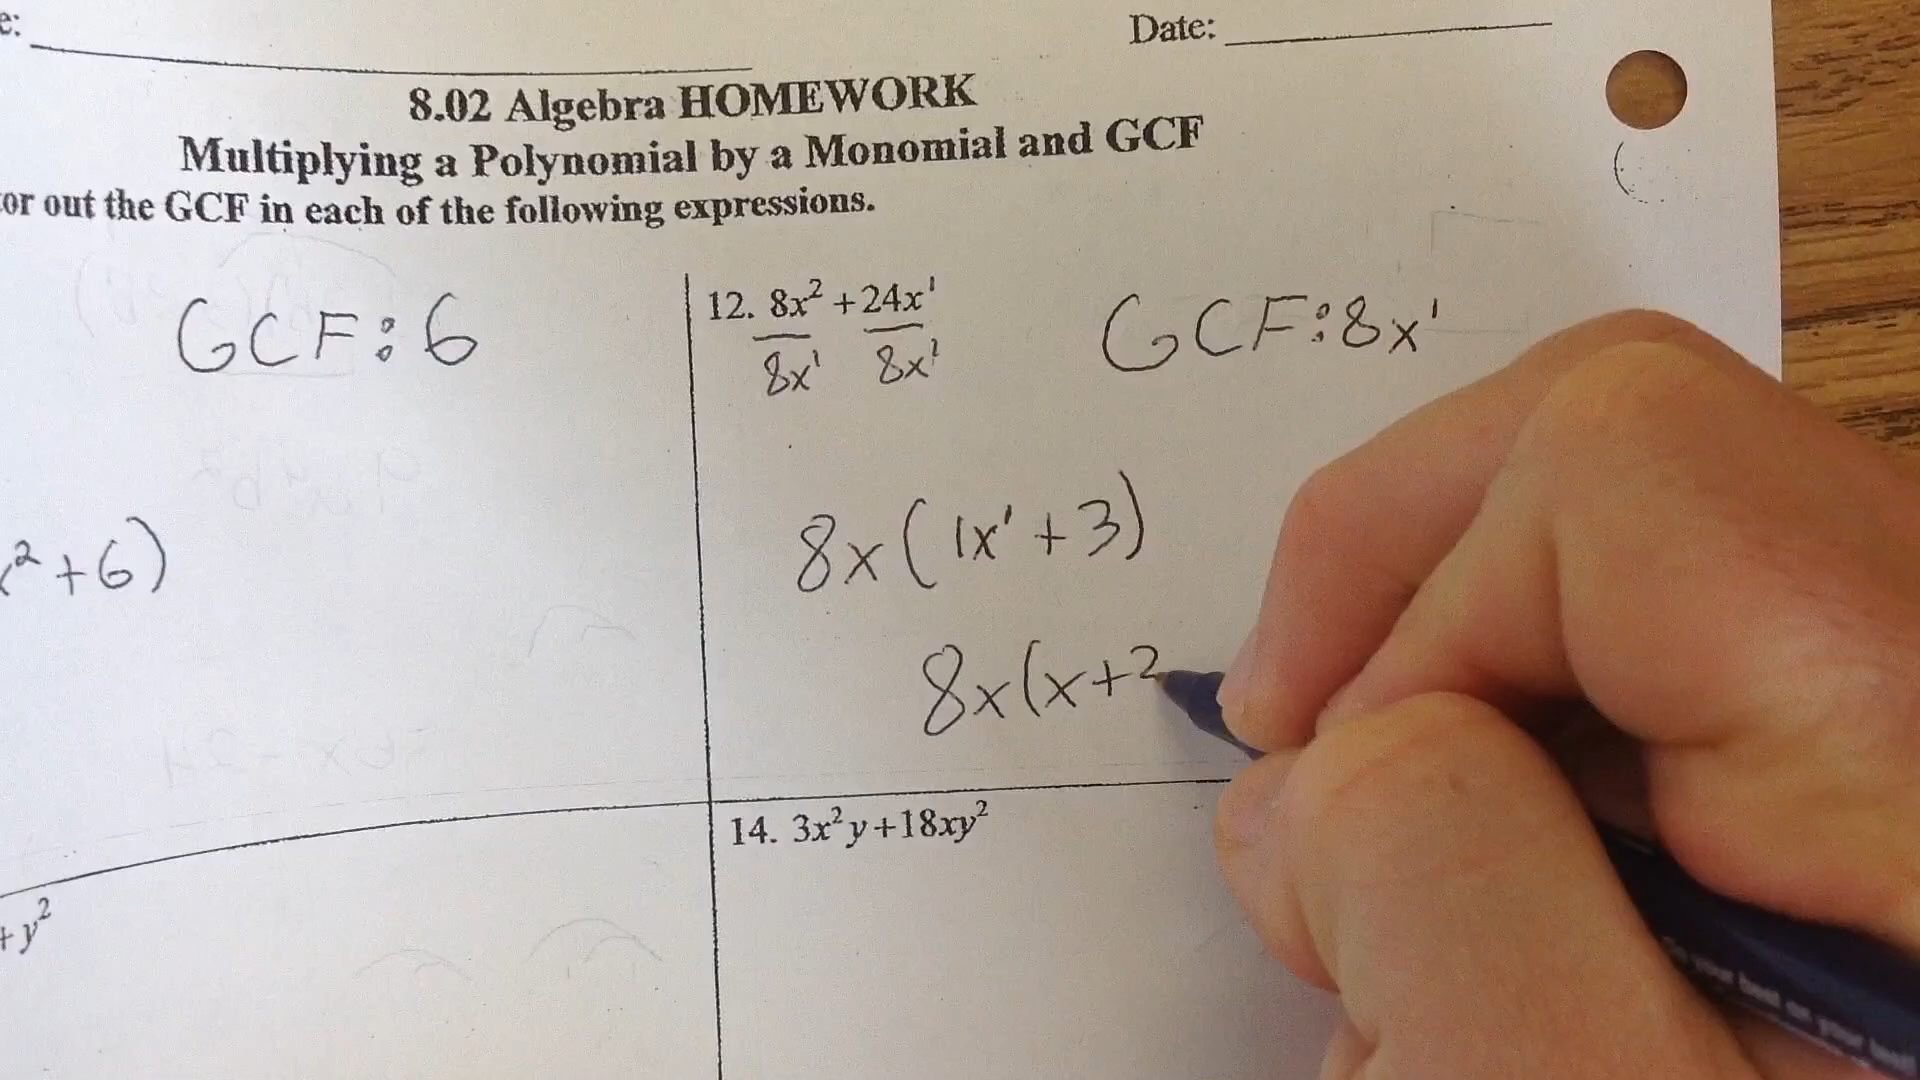 e: Date:
8.02 Algebra HOMEWORK
Multiplying a Polynomial by a Monomial and GCF
or out the GCF in each of the following expressions.
GCF:6
² +6)
+ y²
12. 8x² +24x¹
8x¹ 8x¹
GCF:8x¹
8x(1x¹+3)
8x(x+
14. 3x²y+18xy²